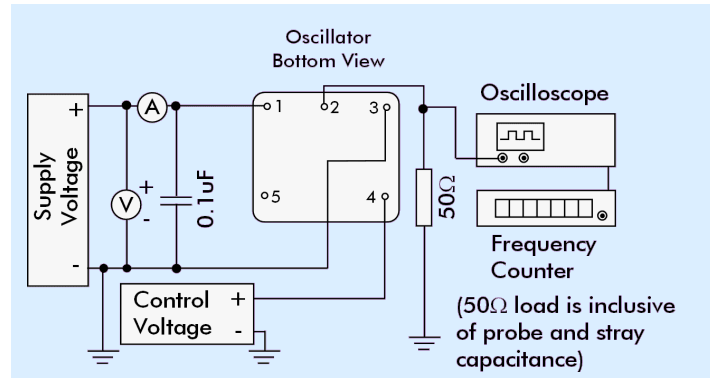 Oscillator
Bottom View
Oscilloscope
+
A
1
2
3
Supply
Voltage
V
+
-
0.1uF
5
4
50Ω
-
Frequency
Counter
Control +
Voltage -
(50Ω load is inclusive
of probe and stray
capacitance)